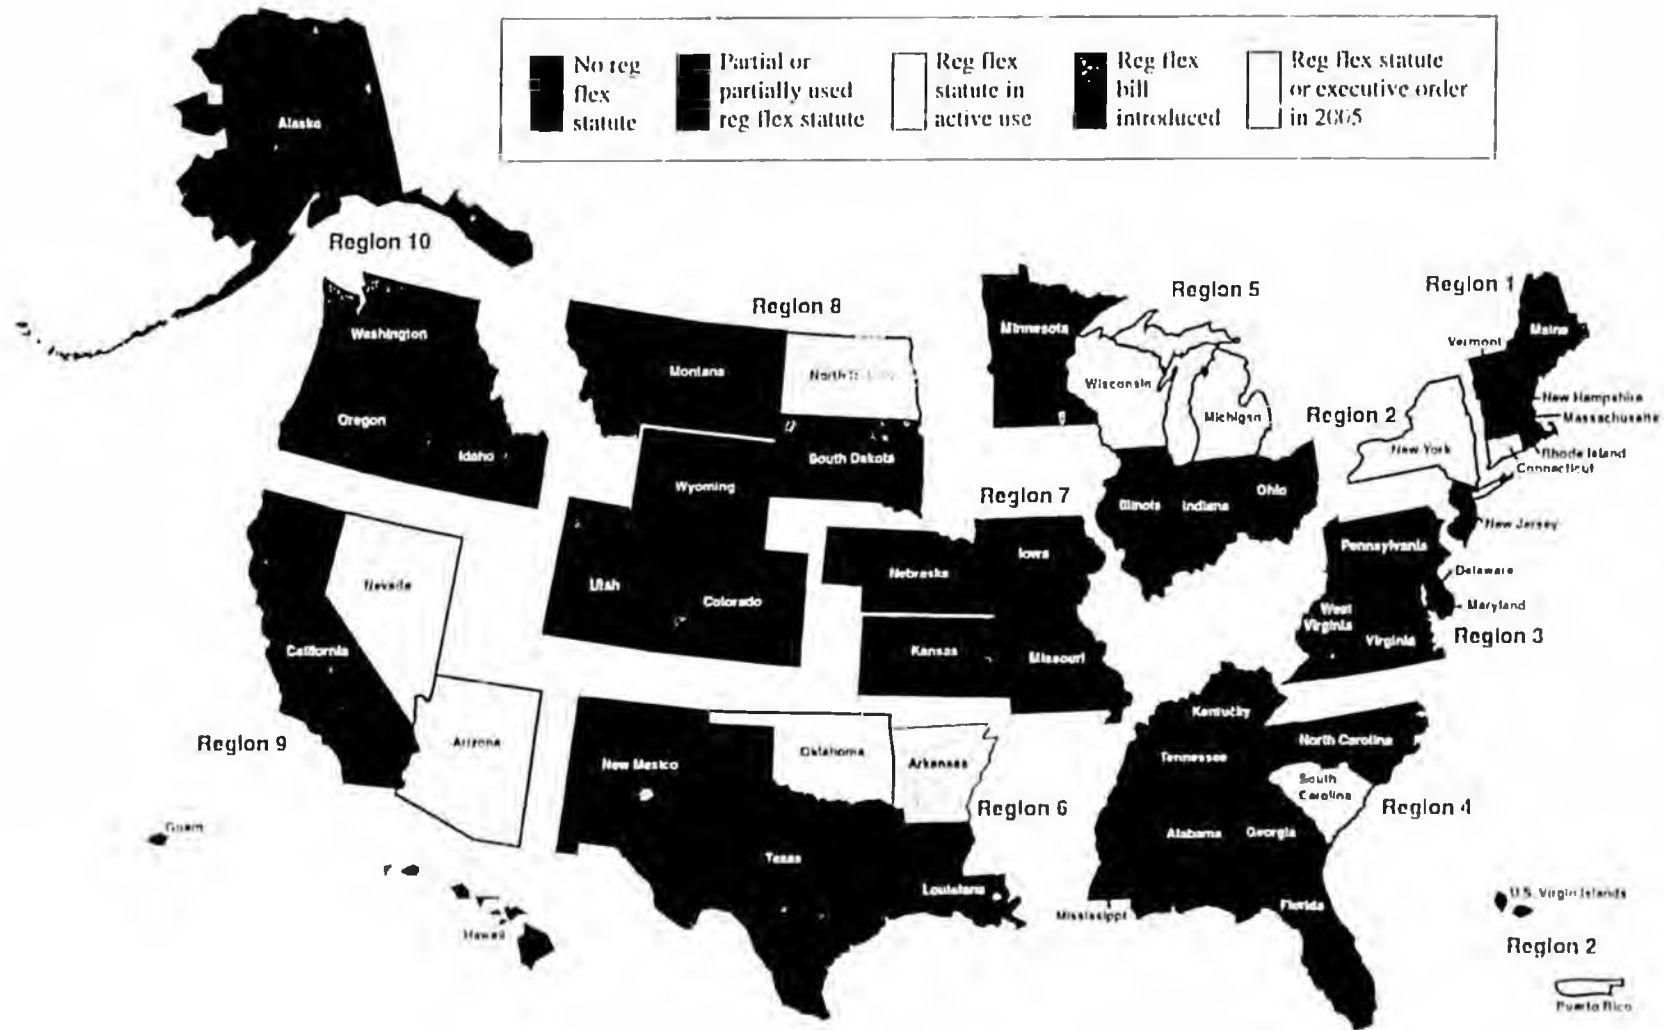 No reg
flex
statute
Partial or
partially used
reg flex statute
Reg flex
statute in
active use
Reg flex
bill
introduced
Reg flex statute
or executive order
in 2005
Alaska
Region 10
Washington
Oregon
Idaho
Region 8
Montana
North
South Dakota
Wyoming
Utah
Colorado
Region 5
Minnesota
Wisconsin
Michigan
Illinois
Indiana
Ohio
Region 1
Maine
Vermont
New Hampshire
Massachusetts
Rhode Island
Connecticut
Region 2
New York
New Jersey
Region 7
Nebraska
Iowa
Kansas
Missouri
Pennsylvania
Delaware
Maryland
West
Virginia
Virginia
Region 3
Nevada
California
Arizona
Region 9
Guam
Hawaii
New Mexico
Oklahoma
Arkansas
Texas
Louisiana
Region 6
Kentucky
Tennessee
North Carolina
South
Carolina
Region 4
Alabama
Georgia
Mississippi
Florida
U.S. Virgin Islands
Region 2
Puerto Rico